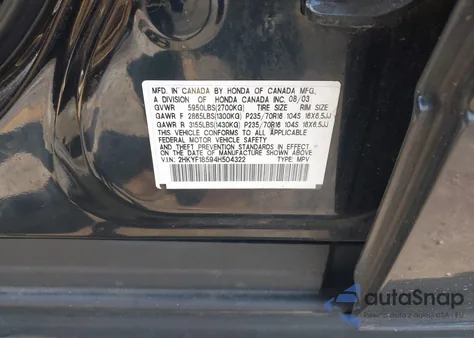 MFD. IN CANADA BY HONDA OF CANADA MFG.,
A DIVISION OF HONDA CANADA INC. 08/03
GVWR 5950LBS(2700KG) TIRE SIZE RIM SIZE
GAWR F 2865LBS(1300KG) P235/70R16 104S 16X6.5JJ
GAWR R 3155LBS(1430KG) P235/70R16 104S 16X6.5JJ
THIS VEHICLE CONFORMS TO ALL APPLICABLE
FEDERAL MOTOR VEHICLE SAFETY
AND THEFT PREVENTION STANDARDS IN EFFECT ON
THE DATE OF MANUFACTURE SHOWN ABOVE.
V.I.N: 2HKYF18594H504322 TYPE: MPV
autoSnap